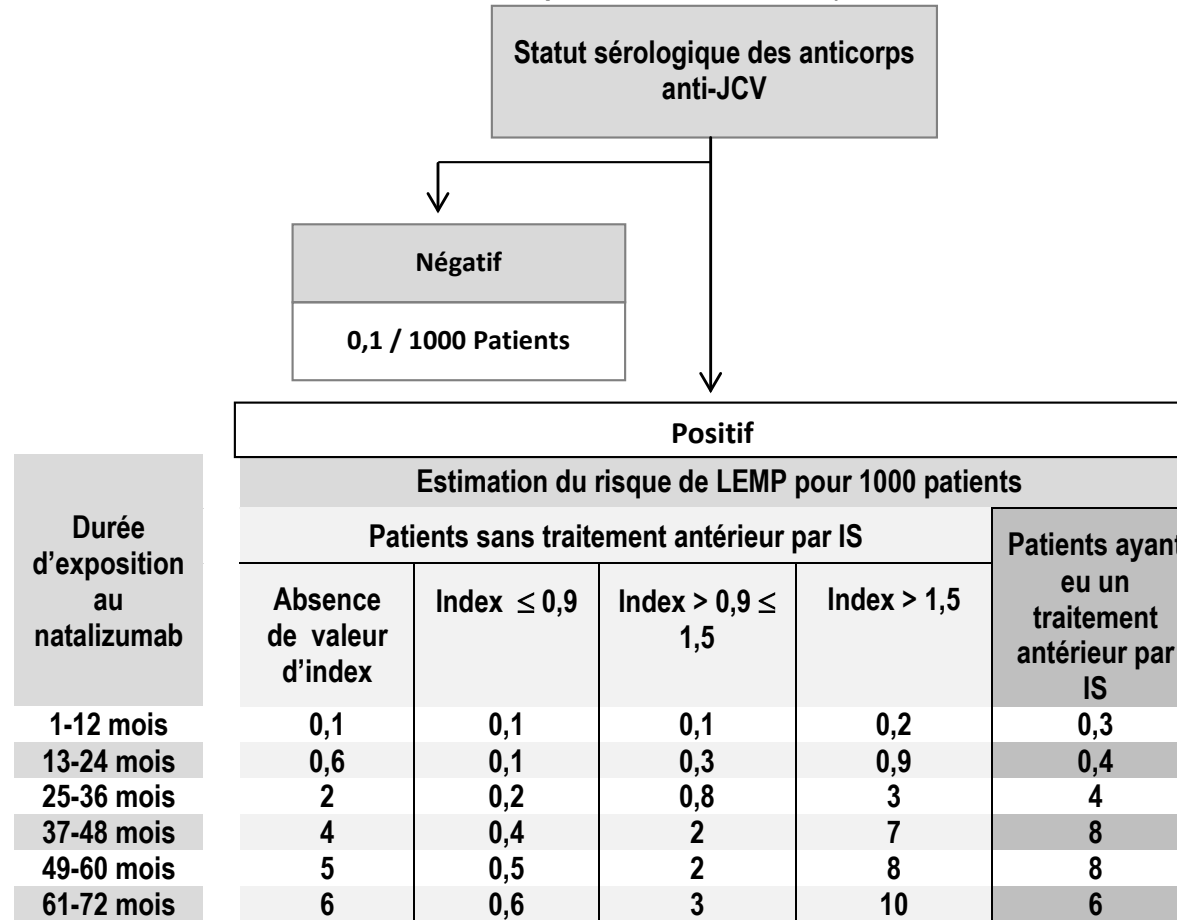 Statut sérologique des anticorps
anti-JCV
Négatif
0,1 / 1000 Patients
Positif
Estimation du risque de LEMP pour 1000 patients
Durée
d’exposition
au
natalizumab
Patients sans traitement antérieur par IS
Patients ayant
eu un
traitement
antérieur par
IS
Absence
de valeur
d’index
Index ≤ 0,9
Index > 0,9 ≤
1,5
Index > 1,5
1-12 mois 0,1 0,1 0,1 0,2 0,3
13-24 mois 0,6 0,1 0,3 0,9 0,4
25-36 mois 2 0,2 0,8 3 4
37-48 mois 4 0,4 2 7 8
49-60 mois 5 0,5 2 8 8
61-72 mois 6 0,6 3 10 6